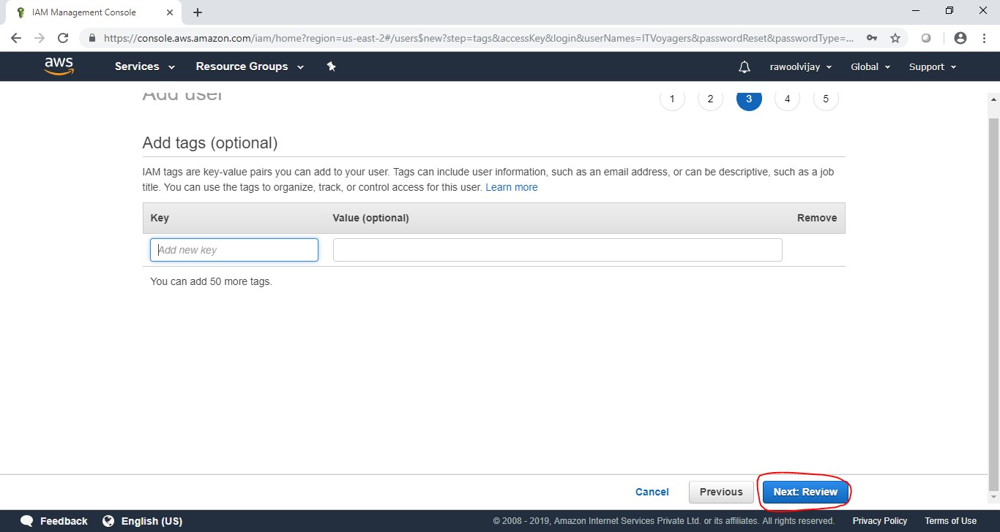 IAM Management Console
https://console.aws.amazon.com/iam/home?region=us-east-2#/users$new?step=tags&accessKey&login&userNames=ITVoyagers&passwordReset&passwordType=...
aws Services Resource Groups rawoolvijay Global Support
Add user 1 2 3 4 5
Add tags (optional)
IAM tags are key-value pairs you can add to your user. Tags can include user information, such as an email address, or can be descriptive, such as a job
title. You can use the tags to organize, track, or control access for this user. Learn more
Key Value (optional) Remove
Add new key
You can add 50 more tags.
Cancel Previous Next: Review
Feedback English (US) © 2008 - 2019, Amazon Internet Services Private Ltd. or its affiliates. All rights reserved. Privacy Policy Terms of Use